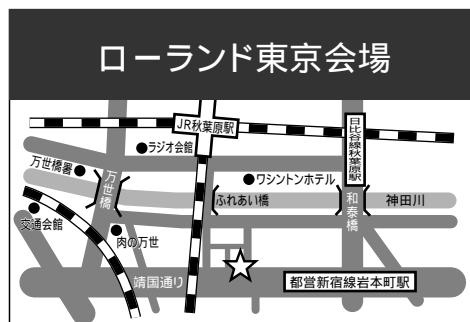 ローランド東京会場
JR秋葉原駅
日比谷線秋葉原駅
●ラジオ会館
万世橋署●
万世橋
●ワシントンホテル
ふれあい橋
和泰橋
神田川
交通会館
●肉の万世
靖国通り
都営新宿線岩本町駅